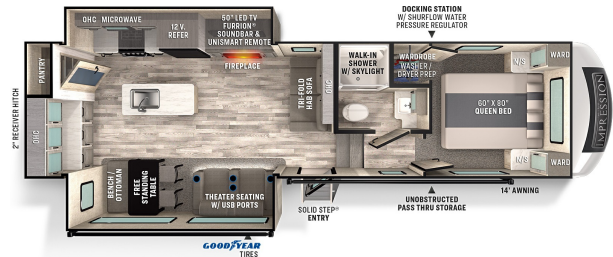 DOCKING STATION
W/ SHURFLOW WATER
PRESSURE REGULATOR
OHC MICROWAVE
12 V.
REFER
50" LED TV
FURRION®
SOUNDBAR &
UNISMART REMOTE
FIREPLACE
PANTRY
WALK-IN
SHOWER
W/ SKYLIGHT
WARDROBE
WASHER /
DRYER PREP
N/S
WARD
2" RECEIVER HITCH
OHC
TRI-FOLD
HAB SOFA
OHC
60" X 80"
QUEEN BED
IMPRESSION
BENCH /
OTTOMAN
FREE
STANDING
TABLE
THEATER SEATING
W/ USB PORTS
N/S
WARD
SOLID STEP®
ENTRY
UNOBSTRUCTED
PASS THRU STORAGE
14' AWNING
GOODYEAR
TIRES